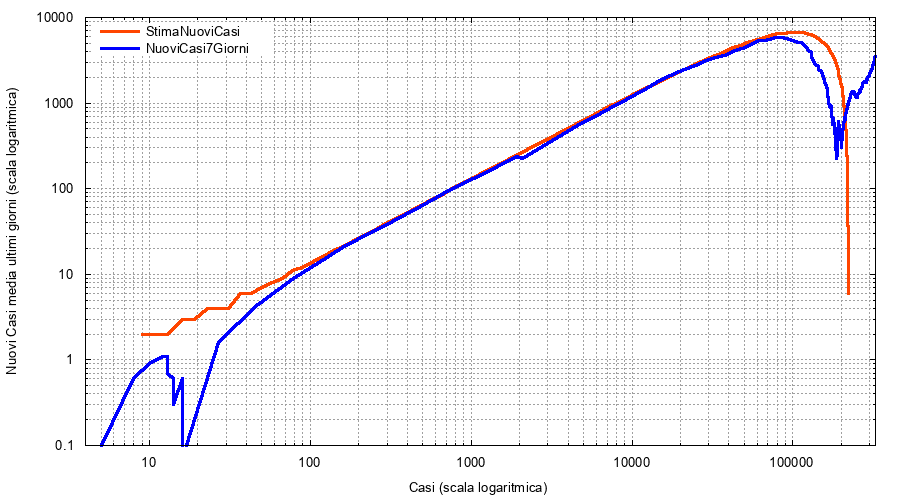 StimaNuoviCasi
NuoviCasi7Giorni
Nuovi Casi media ultimi giorni (scala logaritmica)
10000
1000
100
10
1
0.1
10 100 1000 10000 100000
Casi (scala logaritmica)